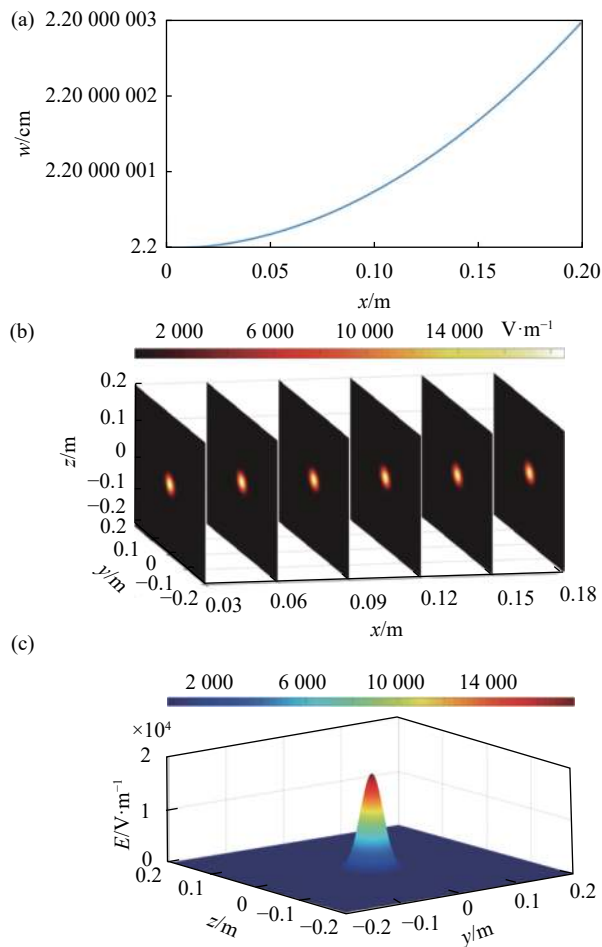 (a)
2.20 000 003
2.20 000 002
2.20 000 001
2.2
w/cm
0 0.05 0.10 0.15 0.20
x/m
(b)
2 000 6 000 10 000 14 000 V·m⁻¹
0.2
0.1
0
−0.1
−0.2
z/m
0.2
0.1
0
−0.1
−0.2
y/m
0.03 0.06 0.09 0.12 0.15 0.18
x/m
(c)
2 000 6 000 10 000 14 000
×10⁴
2
1
0
E/V·m⁻¹
0.2
0.1
0
−0.1
−0.2
z/m
−0.2
−0.1
0
0.1
0.2
y/m